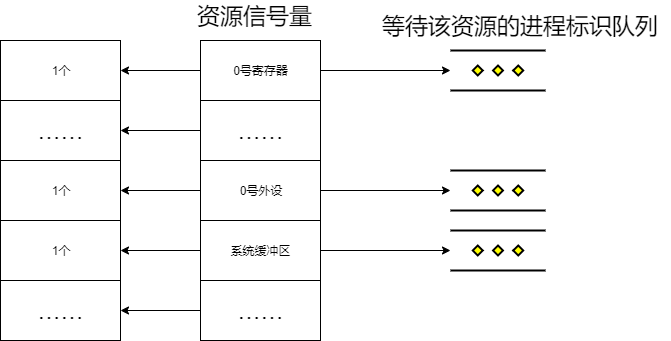 资源信号量
等待该资源的进程标识队列
1个
0号寄存器
......
......
1个
0号外设
1个
系统缓冲区
......
......